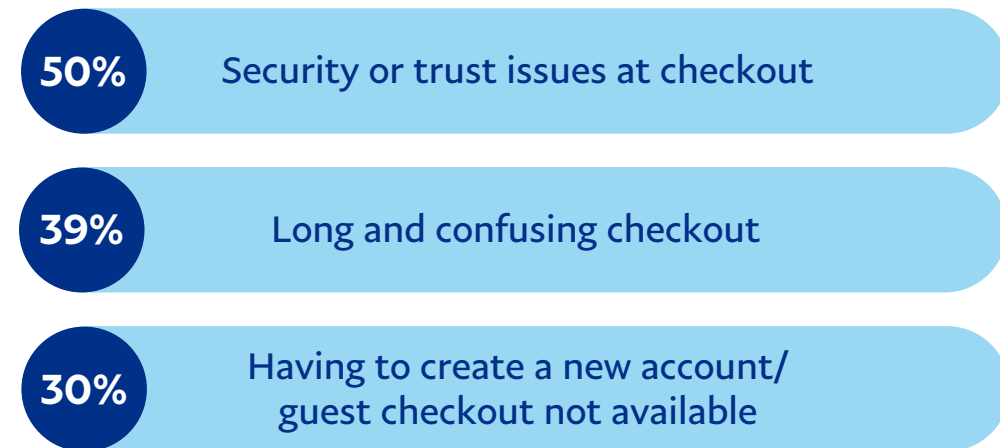 50%
Security or trust issues at checkout
39%
Long and confusing checkout
30%
Having to create a new account/
guest checkout not available